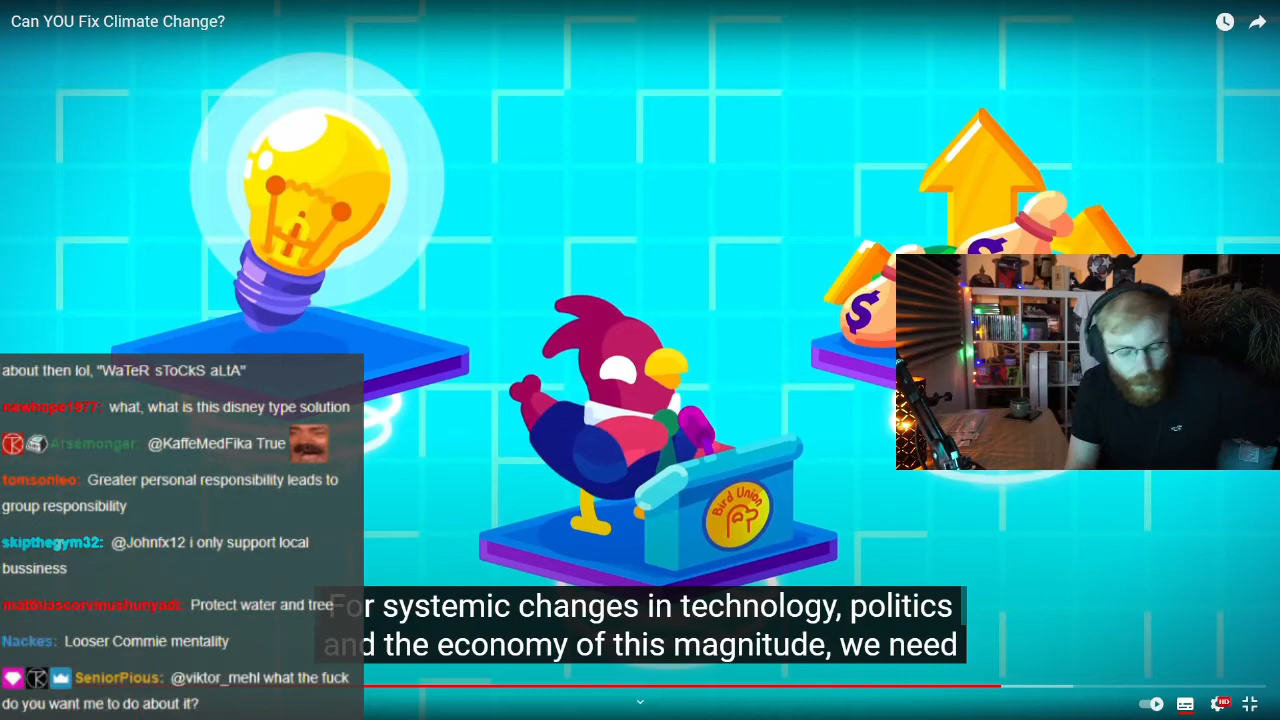 Can YOU Fix Climate Change?
$
$
Bird Union
about then lol, "WaTeR sToCkS aLtA"
newhope1977: what, what is this disney type solution
Arsemonger: @KaffeMedFika True
tomsonleo: Greater personal responsibility leads to
group responsibility
skipthegym32: @Johnfx12 i only support local
bussiness
matthiascorvinushunyadi: Protect water and tree
Nackes: Looser Commie mentality
SeniorPious: @viktor_mehl what the fuck
do you want me to do about it?
For systemic changes in technology, politics
and the economy of this magnitude, we need
HD